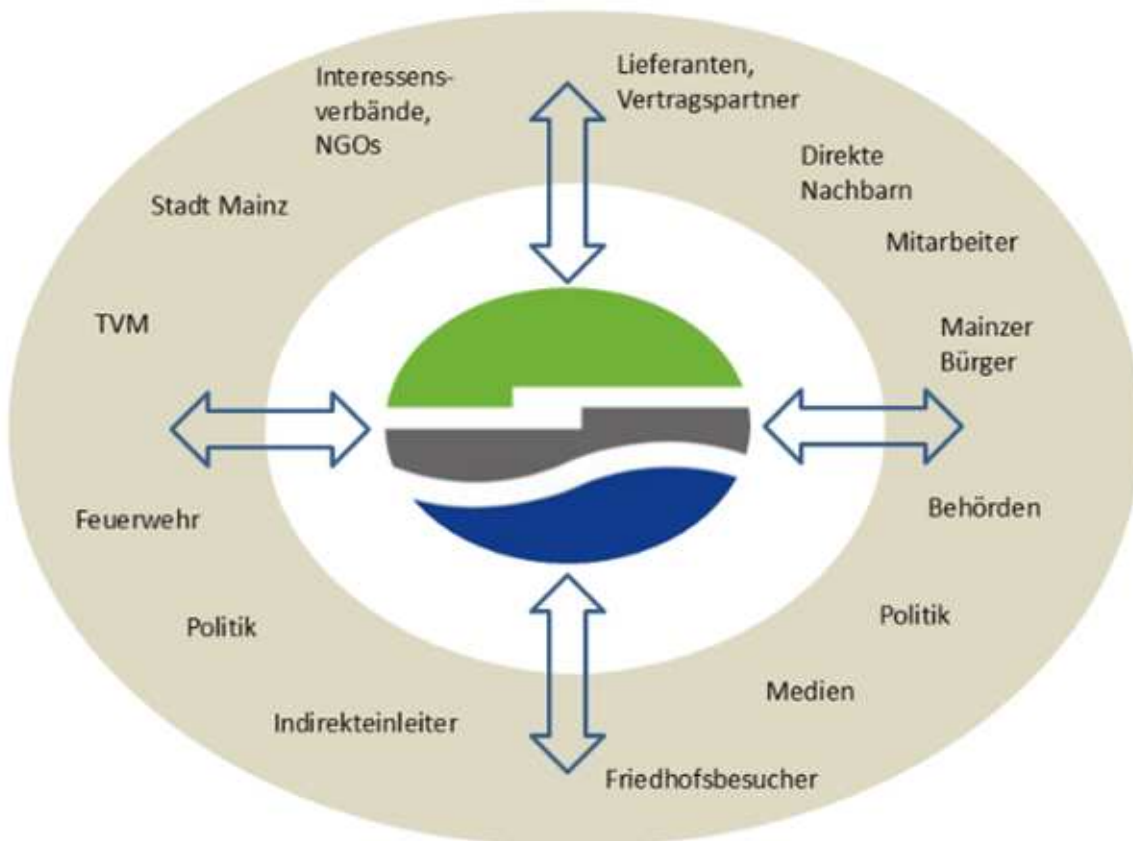 Interessens-
verbände,
NGOs
Lieferanten,
Vertragspartner
Direkte
Nachbarn
Stadt Mainz
Mitarbeiter
TVM
Mainzer
Bürger
Feuerwehr
Behörden
Politik
Politik
Medien
Indirekteinleiter
Friedhofsbesucher